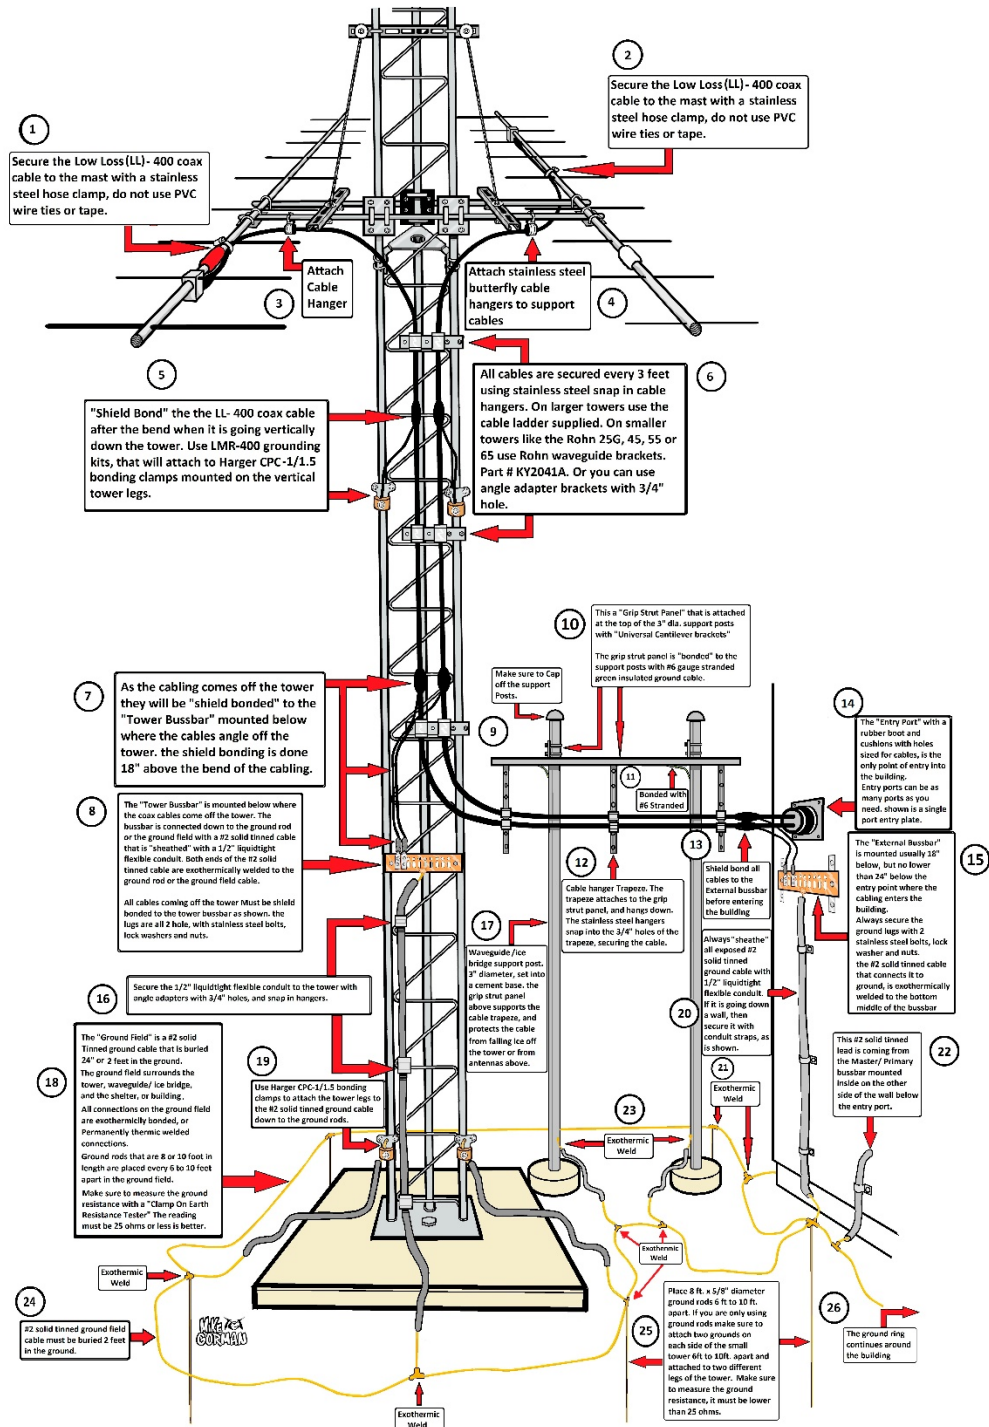 1
Secure the Low Loss(LL)- 400 coax
cable to the mast with a stainless
steel hose clamp, do not use PVC
wire ties or tape.
2
Secure the Low Loss(LL)- 400 coax
cable to the mast with a stainless
steel hose clamp, do not use PVC
wire ties or tape.
3
Attach
Cable
Hanger
4
Attach stainless steel
butterfly cable
hangers to support
cables
5
"Shield Bond" the the LL- 400 coax cable
after the bend when it is going vertically
down the tower. Use LMR-400 grounding
kits, that will attach to Harger CPC-1/1.5
bonding clamps mounted on the vertical
tower legs.
6
All cables are secured every 3 feet
using stainless steel snap in cable
hangers. On larger towers use the
cable ladder supplied. On smaller
towers like the Rohn 25G, 45, 55 or
65 use Rohn waveguide brackets.
Part # KY2041A. Or you can use
angle adapter brackets with 3/4"
hole.
7
As the cabling comes off the tower
they will be "shield bonded" to the
"Tower Bussbar" mounted below
where the cables angle off the
tower. the shield bonding is done
18" above the bend of the cabling.
8
The "Tower Bussbar" is mounted below where
the coax cables come off the tower. The
busbar is connected down to the ground rod
or the ground field with a #2 solid tinned cable
that is "sheathed" with a 1/2" liquidtight
flexible conduit. Both ends of the #2 solid
tinned cable are exothermically welded to the
ground rod or the ground field cable.
All cables coming off the tower Must be shield
bonded to the tower bussbar as shown. the
lugs are all 2 hole, with stainless steel bolts,
lock washers and nuts.
9
Make sure to Cap
off the support
Posts.
10
This a "Grip Strut Panel" that is attached
at the top of the 3" dia. support posts
with "Universal Cantilever brackets"
The grip strut panel is "bonded" to the
support posts with #6 gauge stranded
green insulated ground cable.
11
Bonded with
#6 Stranded
12
Cable hanger Trapeze. The
trapeze attaches to the grip
strut panel, and hangs down.
The stainless steel hangers
snap into the 3/4" holes of the
trapeze, securing the cable.
13
Shield bond all
cables to the
External bussbar
before entering
the building
14
The "Entry Port" with a
rubber boot and
cushions with holes
sized for cables, is the
only point of entry into
the building.
Entry ports can be as
many ports as you
need. shown is a single
port entry plate.
15
The "External Bussbar"
is mounted usually 18"
below, but no lower
than 24" below the
entry point where the
cabling enters the
building.
Always secure the
ground lugs with 2
stainless steel bolts, lock
washer and nuts.
the #2 solid tinned cable
that connects it to
ground, is exothermically
welded to the bottom
middle of the bussbar
16
Secure the 1/2" liquidtight flexible conduit to the tower with
angle adapters with 3/4" holes, and snap in hangers.
17
Waveguide/ice
bridge support post.
3" diameter, set into
a cement base. the
grip strut panel
above supports the
cable trapeze, and
protects the cable
from falling ice off
the tower or from
antennas above.
18
The "Ground Field" is a #2 solid
Tinned ground cable that is buried
24" or 2 feet in the ground.
The ground field surrounds the
tower, waveguide/ ice bridge,
and the shelter, or building.
All connections on the ground field
are exothermicilly bonded, or
Permanently thermic welded
connections.
Ground rods that are 8 or 10 foot in
length are placed every 6 to 10 feet
apart in the ground field.
Make sure to measure the ground
resistance with a "Clamp On Earth
Resistance Tester" The reading
must be 25 ohms or less is better.
19
Use Harger CPC-1/1.5 bonding
clamps to attach the tower legs to
the #2 solid tinned ground cable
down to the ground rods.
20
Always "sheathe"
all exposed #2
solid tinned
ground cable with
1/2" liquidtight
flexible conduit.
If it is going down
a wall, then
secure it with
conduit straps, as
is shown.
21
Exothermic
Weld
22
This #2 solid tinned
lead is coming from
the Master/ Primary
bussbar mounted
inside on the other
side of the wall below
the entry port.
23
Exothermic
Weld
Exothermic
Weld
Exothermic
Weld
24
#2 solid tinned ground field
cable must be buried 2 feet
in the ground.
MIKE
GORMAN
Exothermic
Weld
25
Place 8 ft. x 5/8" diameter
ground rods 6 ft to 10 ft.
apart. If you are only using
ground rods make sure to
attach two grounds on
each side of the small
tower 6ft to 10ft. apart and
attached to two different
legs of the tower. Make sure
to measure the ground
resistance, it must be lower
than 25 ohms.
26
The ground ring
continues around
the building